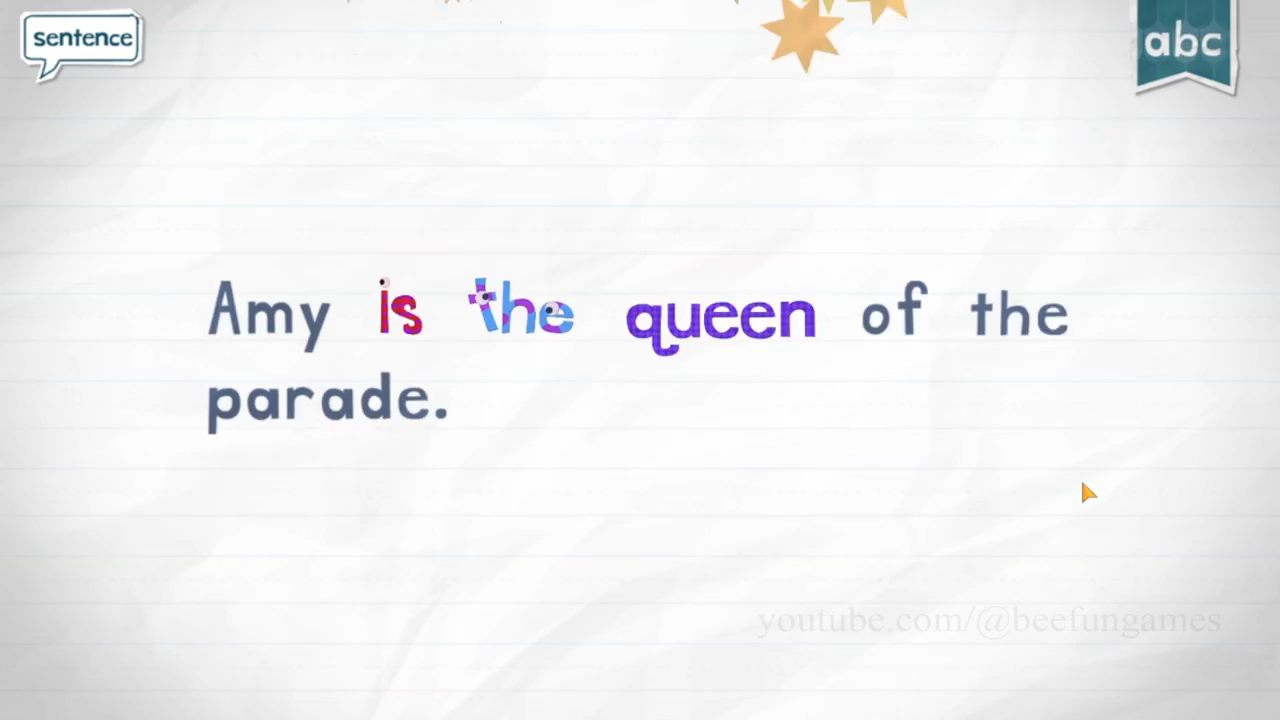 sentence
abc
Amy is the queen of the
parade.
youtube.com/@beefungames